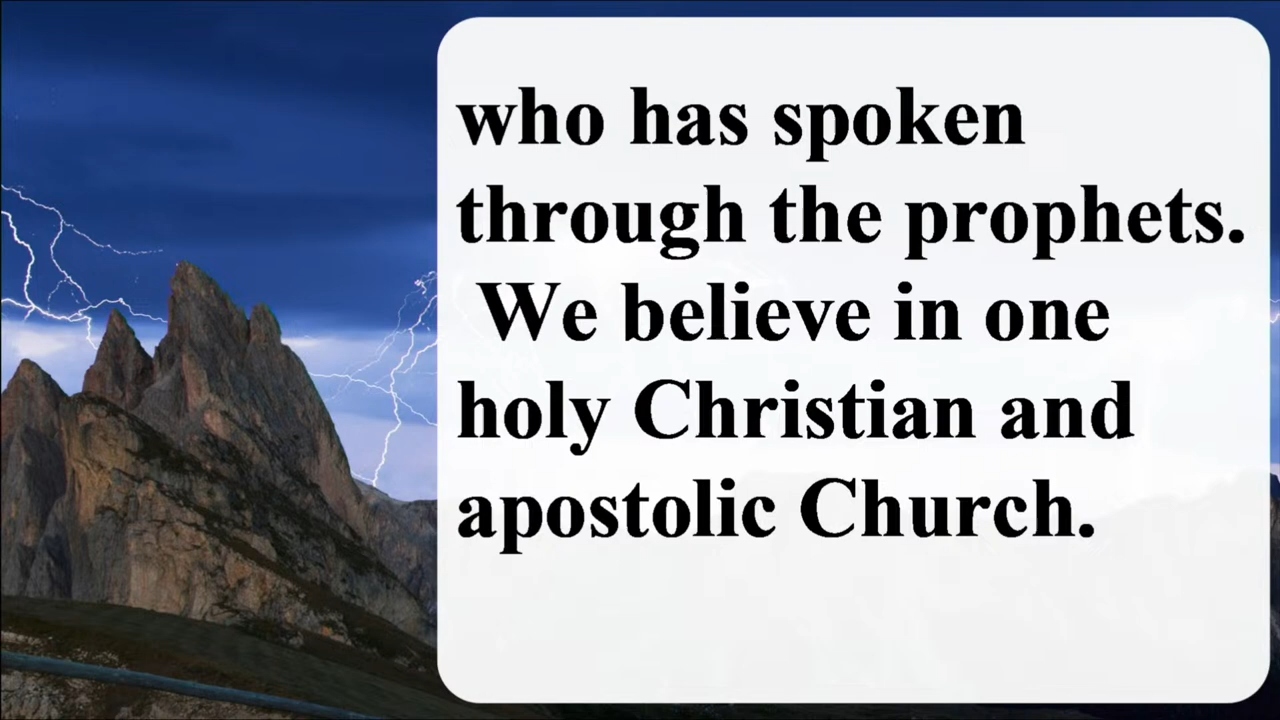 who has spoken
through the prophets.
We believe in one
holy Christian and
apostolic Church.